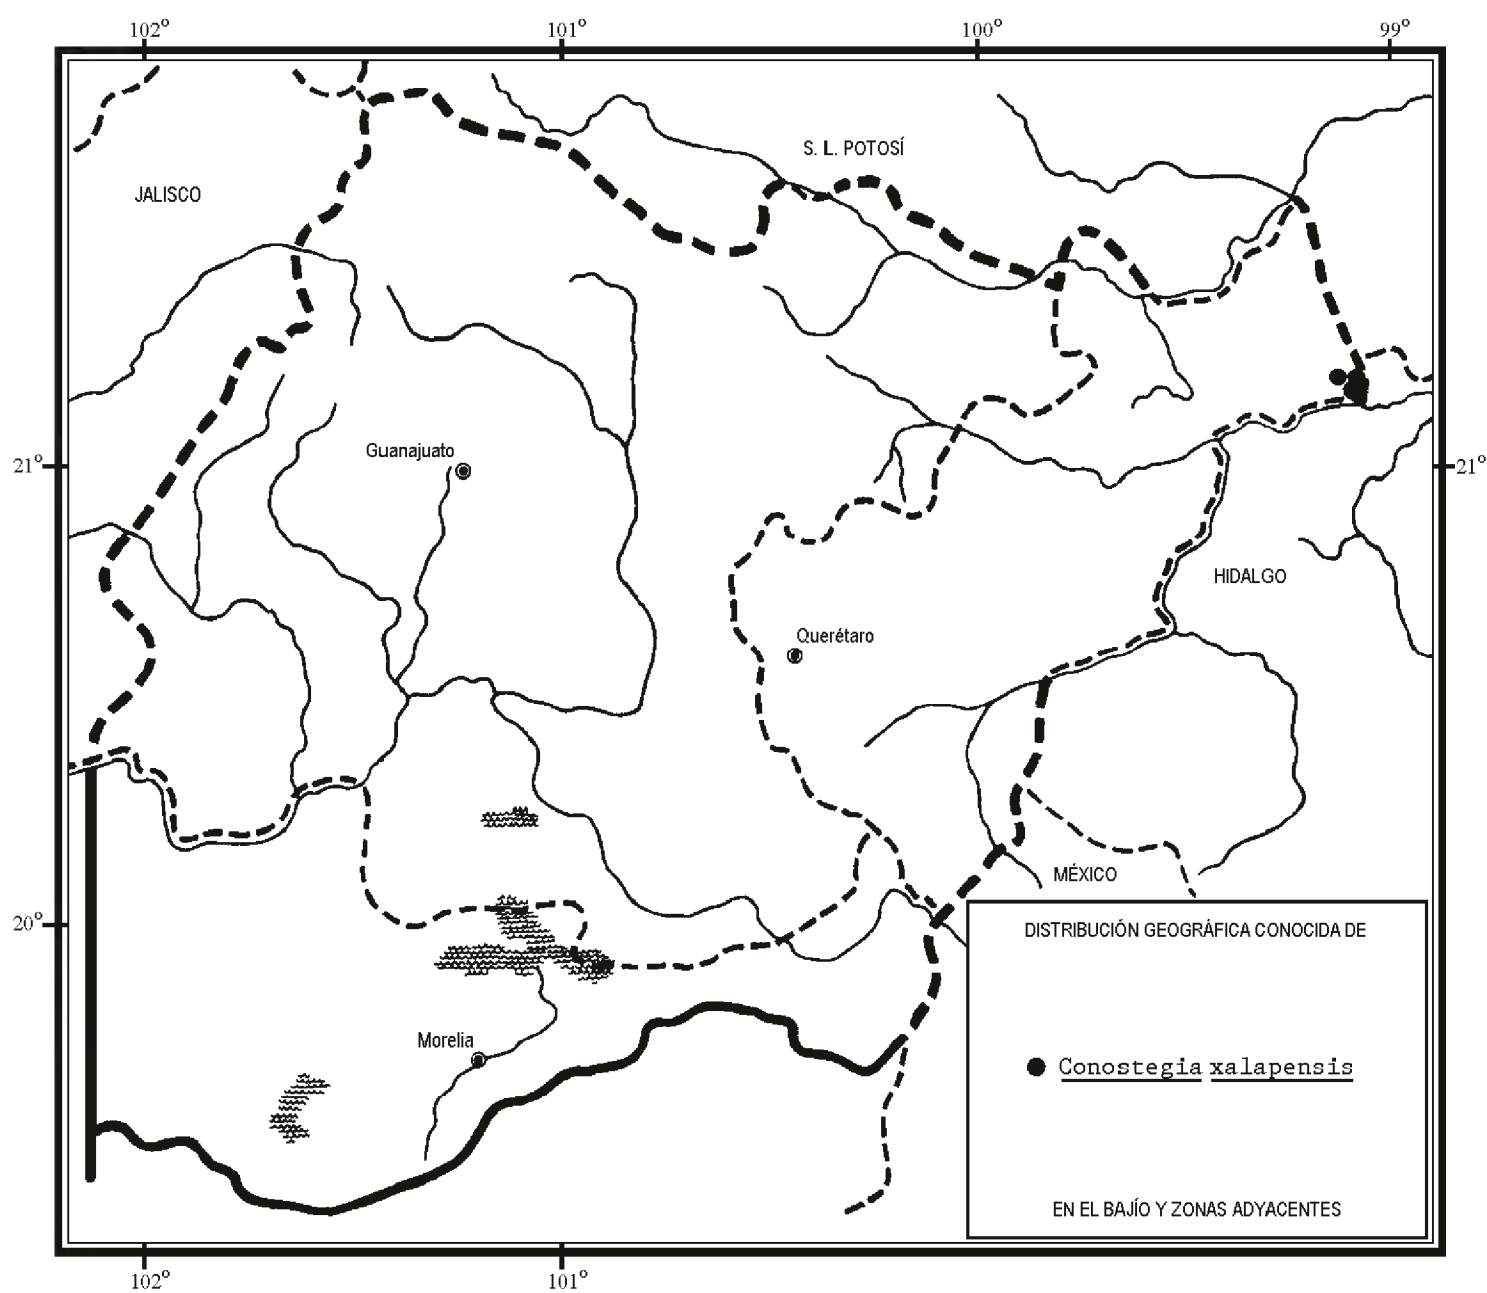 102° 101° 100° 99°
S. L. POTOSÍ
JALISCO
Guanajuato
21° 21°
HIDALGO
Querétaro
MÉXICO
20°
DISTRIBUCIÓN GEOGRÁFICA CONOCIDA DE
Morelia
Conostegia xalapensis
EN EL BAJÍO Y ZONAS ADYACENTES
102° 101°